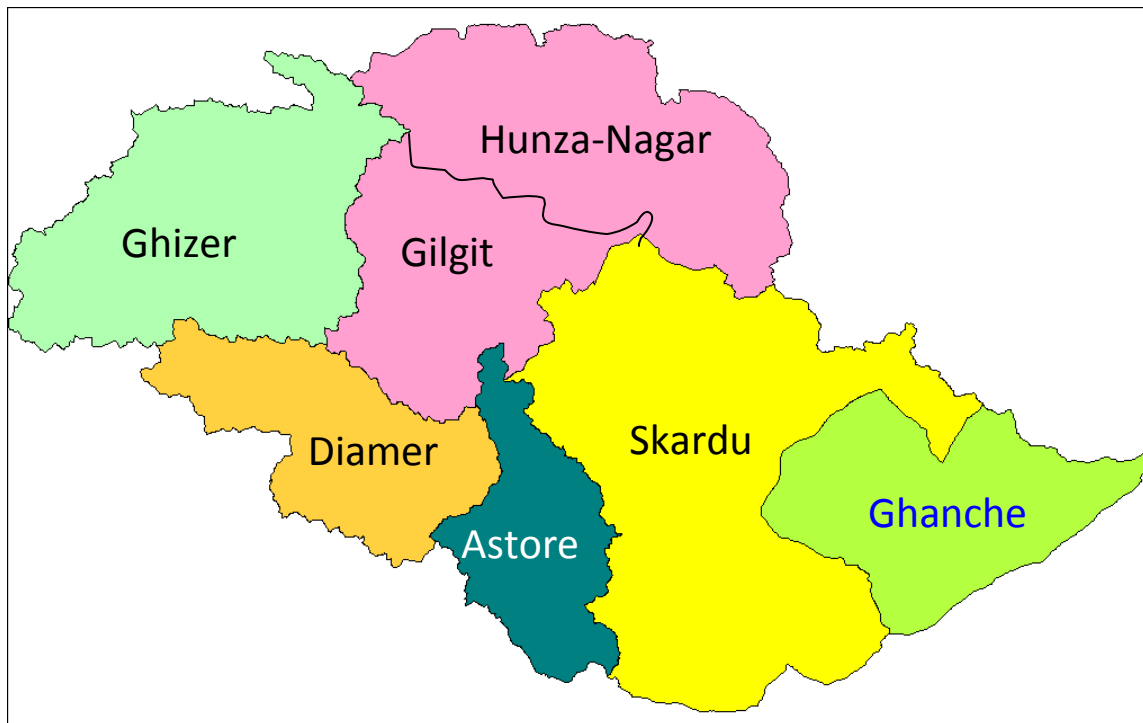 Hunza-Nagar
Ghizer
Gilgit
Diamer
Skardu
Ghanche
Astore